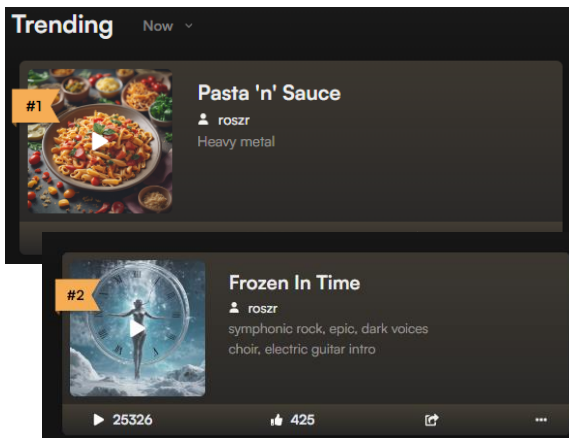 Trending Now
#1
Pasta 'n' Sauce
roszr
Heavy metal
#2
Frozen In Time
roszr
symphonic rock, epic, dark voices
choir, electric guitar intro
25326 425